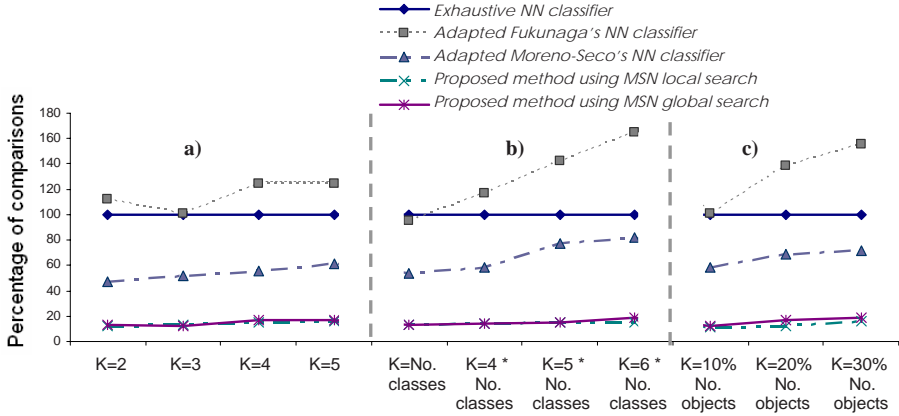 Exhaustive NN classifier
Adapted Fukunaga's NN classifier
Adapted Moreno-Seco's NN classifier
Proposed method using MSN local search
Proposed method using MSN global search
Percentage of comparisons
180
160
140
120
100
80
60
40
20
0
a)
b)
c)
K=2
K=3
K=4
K=5
K=No.
classes
K=4 *
No.
classes
K=5 *
No.
classes
K=6 *
No.
classes
K=10%
No.
objects
K=20%
No.
objects
K=30%
No.
objects